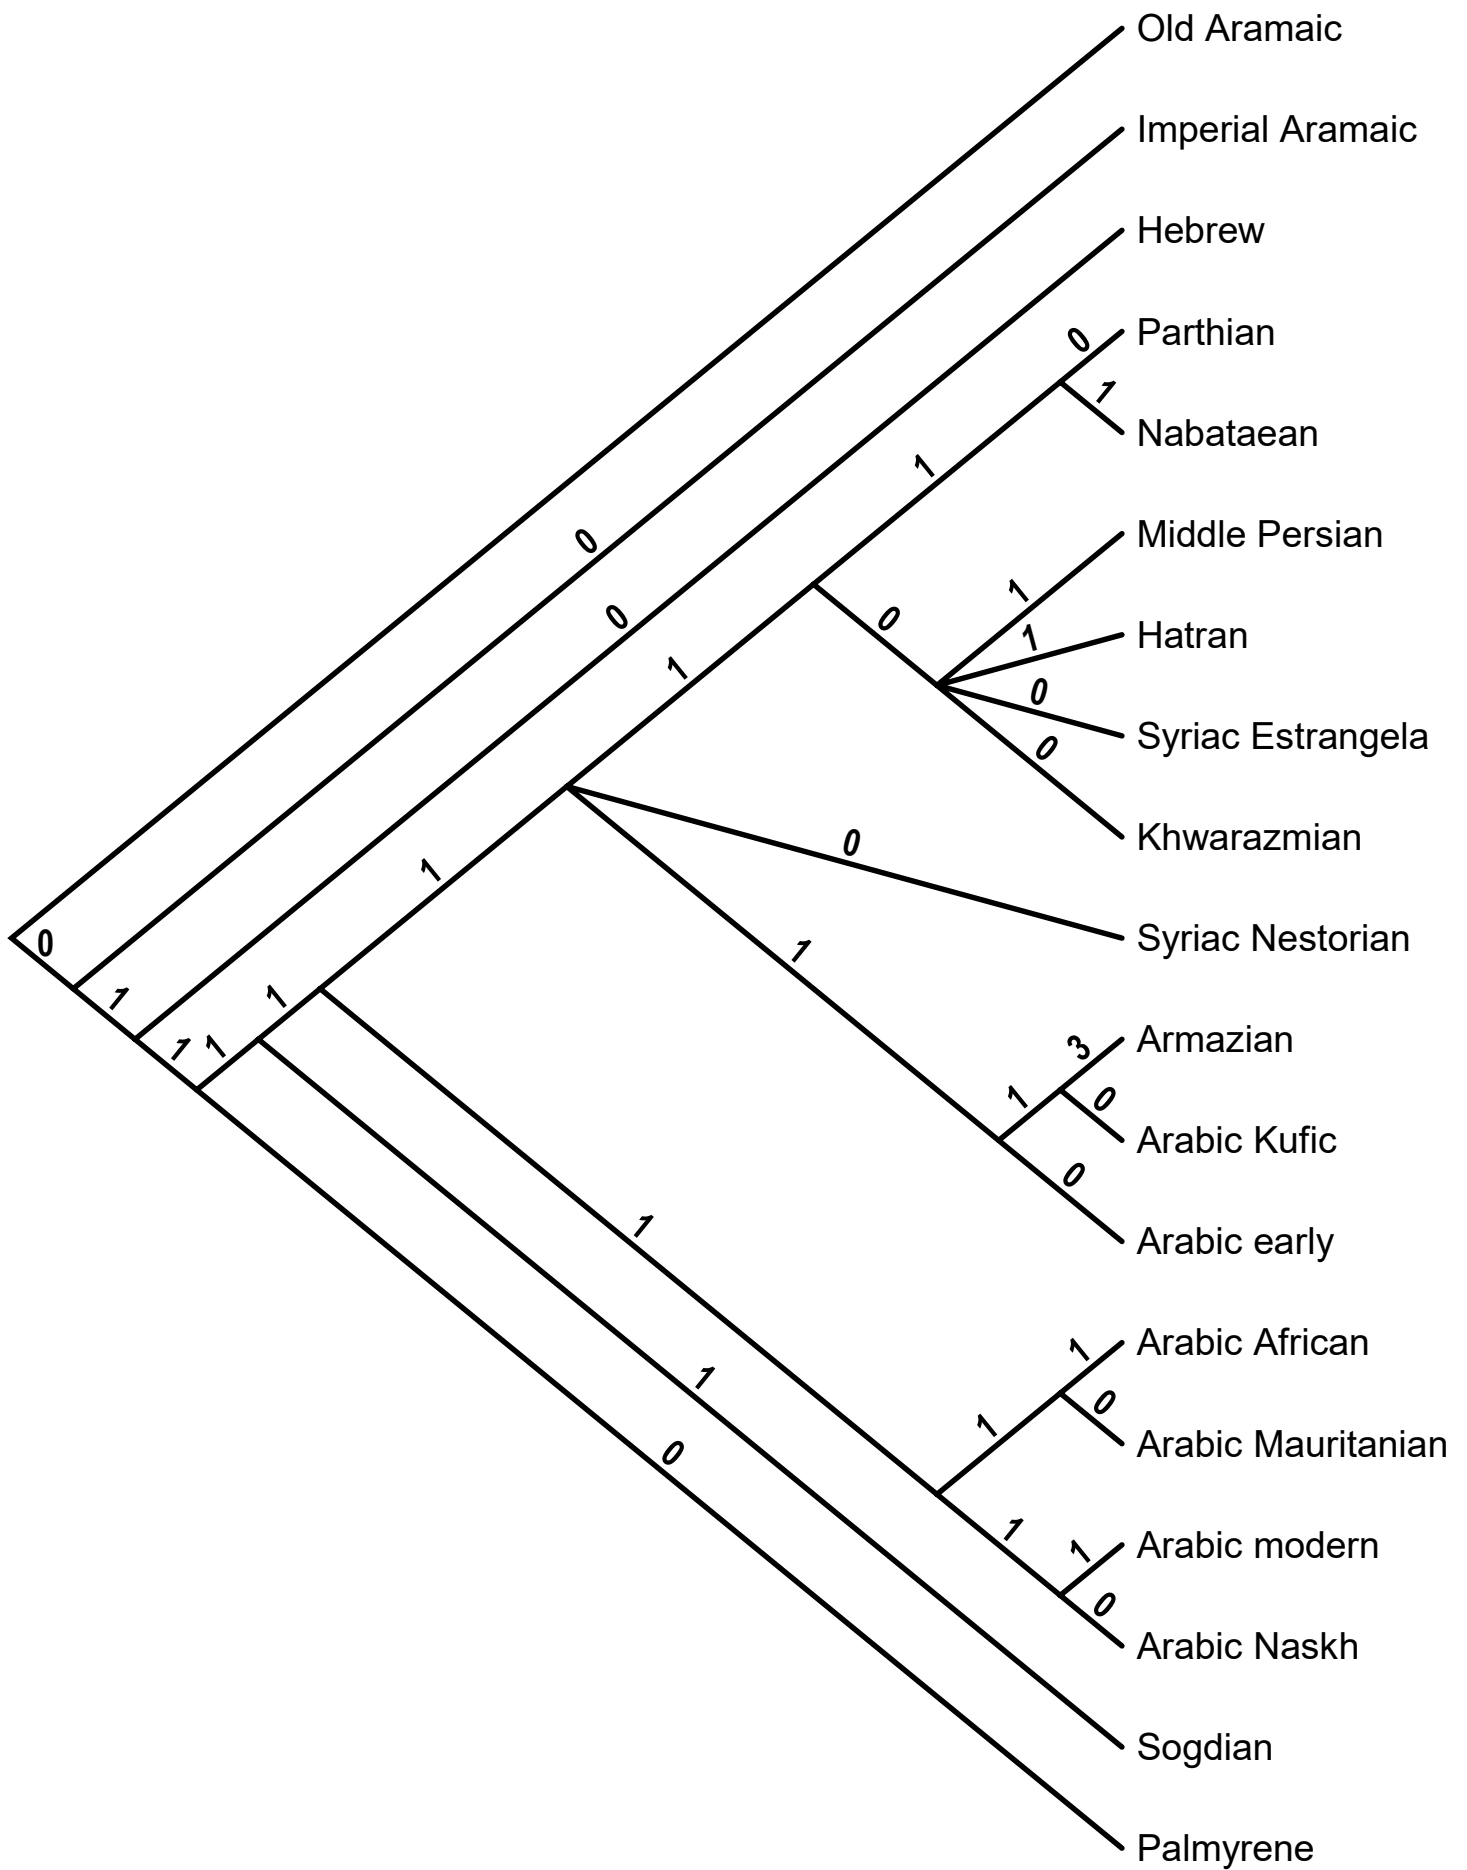 Old Aramaic
Imperial Aramaic
Hebrew
0
Parthian
1
Nabataean
1
Middle Persian
0
1
1
Hatran
0
0
0
Syriac Estrangela
1
0
Khwarazmian
0
1
Syriac Nestorian
0
1
1
1
1
1
1
3
Armazian
1
0
Arabic Kufic
0
Arabic early
1
1
Arabic African
1
0
Arabic Mauritanian
1
0
1
1
Arabic modern
0
Arabic Naskh
Sogdian
Palmyrene